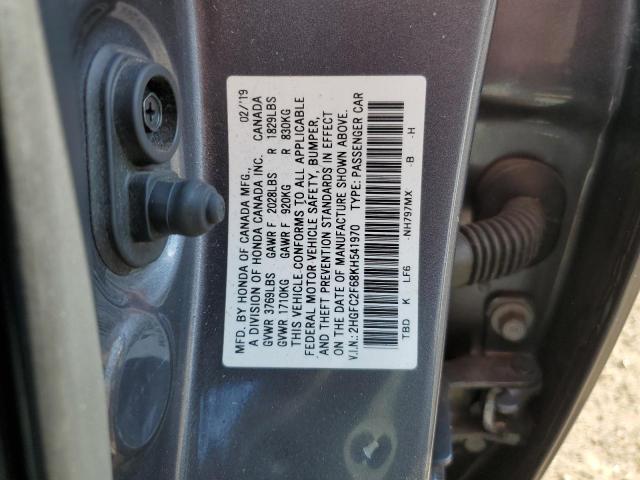 MFD. BY HONDA OF CANADA MFG., 02/'19
A DIVISION OF HONDA CANADA INC. CANADA
GVWR 3769LBS GAWR F 2028LBS R 1829LBS
GVWR 1710KG GAWR F 920KG R 830KG
THIS VEHICLE CONFORMS TO ALL APPLICABLE
FEDERAL MOTOR VEHICLE SAFETY, BUMPER,
AND THEFT PREVENTION STANDARDS IN EFFECT
ON THE DATE OF MANUFACTURE SHOWN ABOVE.
V.I.N.: 2HGFC2F68KH541970 TYPE: PASSENGER CAR
TBD K LF6 -NH797MX -B -H